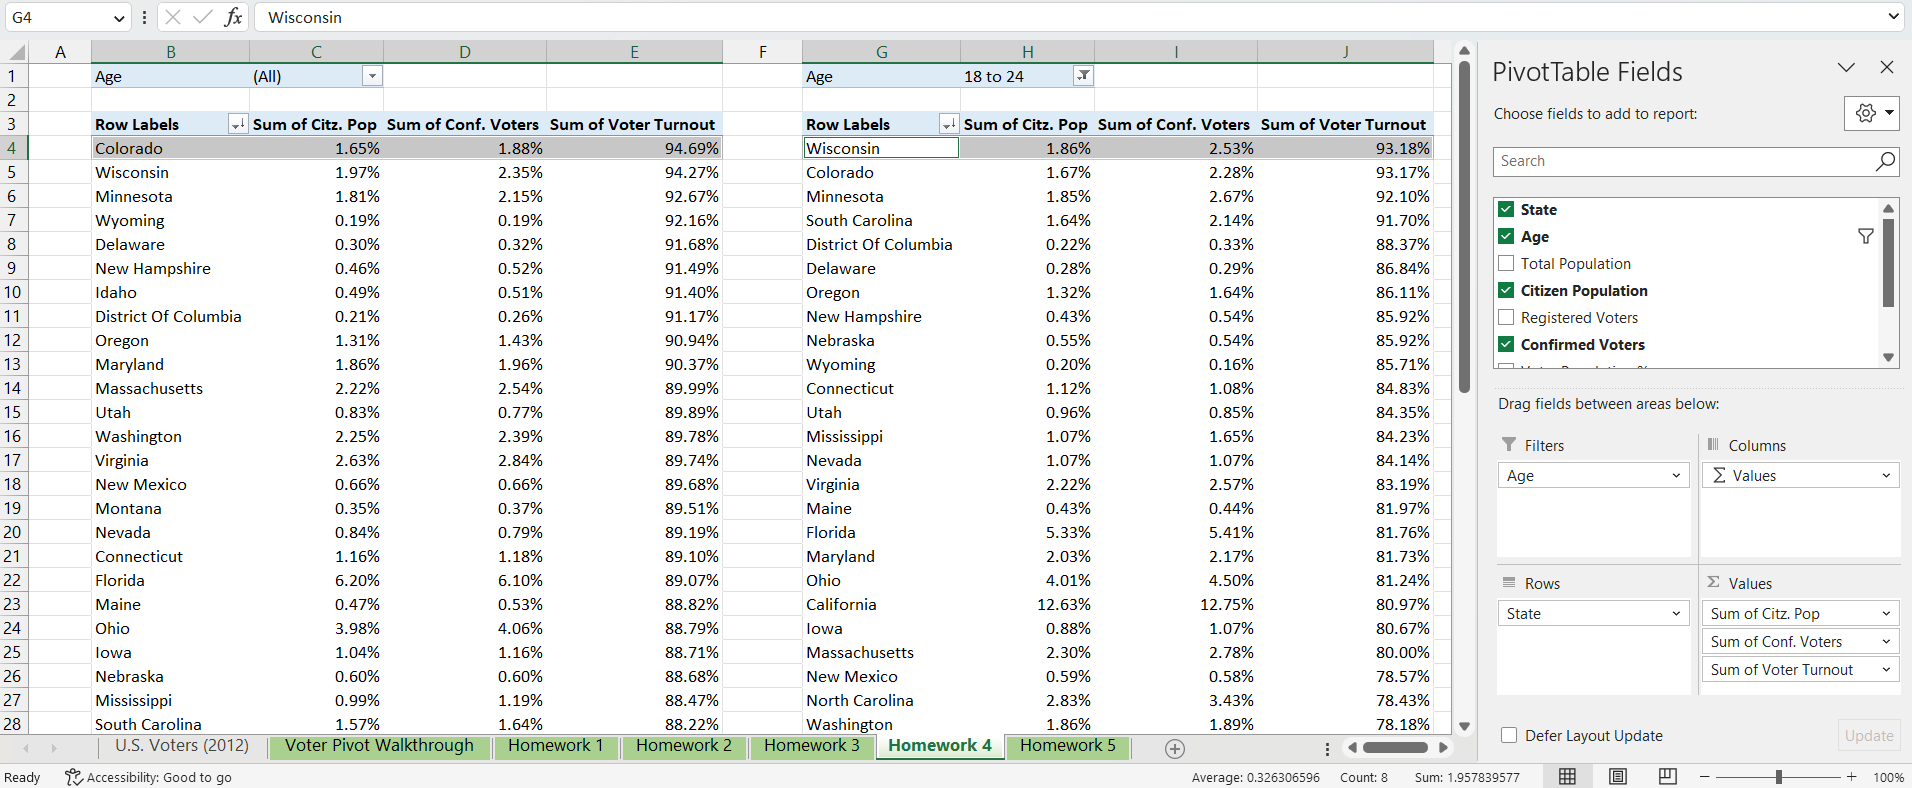 G4 fx Wisconsin
A B C D E F G H I J
1 Age (All) Age 18 to 24
2
3 Row Labels Sum of Citz. Pop Sum of Conf. Voters Sum of Voter Turnout Row Labels Sum of Citz. Pop Sum of Conf. Voters Sum of Voter Turnout
4 Colorado 1.65% 1.88% 94.69% Wisconsin 1.86% 2.53% 93.18%
5 Wisconsin 1.97% 2.35% 94.27% Colorado 1.67% 2.28% 93.17%
6 Minnesota 1.81% 2.15% 92.67% Minnesota 1.85% 2.67% 92.10%
7 Wyoming 0.19% 0.19% 92.16% South Carolina 1.64% 2.14% 91.70%
8 Delaware 0.30% 0.32% 91.68% District Of Columbia 0.22% 0.33% 88.37%
9 New Hampshire 0.46% 0.52% 91.49% Delaware 0.28% 0.29% 86.84%
10 Idaho 0.49% 0.51% 91.40% Oregon 1.32% 1.64% 86.11%
11 District Of Columbia 0.21% 0.26% 91.17% New Hampshire 0.43% 0.54% 85.92%
12 Oregon 1.31% 1.43% 90.94% Nebraska 0.55% 0.54% 85.92%
13 Maryland 1.86% 1.96% 90.37% Wyoming 0.20% 0.16% 85.71%
14 Massachusetts 2.22% 2.54% 89.99% Connecticut 1.12% 1.08% 84.83%
15 Utah 0.83% 0.77% 89.89% Utah 0.96% 0.85% 84.35%
16 Washington 2.25% 2.39% 89.78% Mississippi 1.07% 1.65% 84.23%
17 Virginia 2.63% 2.84% 89.74% Nevada 1.07% 1.07% 84.14%
18 New Mexico 0.66% 0.66% 89.68% Virginia 2.22% 2.57% 83.19%
19 Montana 0.35% 0.37% 89.51% Maine 0.43% 0.44% 81.97%
20 Nevada 0.84% 0.79% 89.19% Florida 5.33% 5.41% 81.76%
21 Connecticut 1.16% 1.18% 89.10% Maryland 2.03% 2.17% 81.73%
22 Florida 6.20% 6.10% 89.07% Ohio 4.01% 4.50% 81.24%
23 Maine 0.47% 0.53% 88.82% California 12.63% 12.75% 80.97%
24 Ohio 3.98% 4.06% 88.79% Iowa 0.88% 1.07% 80.67%
25 Iowa 1.04% 1.16% 88.71% Massachusetts 2.30% 2.78% 80.00%
26 Nebraska 0.60% 0.60% 88.68% New Mexico 0.59% 0.58% 78.57%
27 Mississippi 0.99% 1.19% 88.47% North Carolina 2.83% 3.43% 78.43%
28 South Carolina 1.57% 1.64% 88.22% Washington 1.86% 1.89% 78.18%
U.S. Voters (2012) Voter Pivot Walkthrough Homework 1 Homework 2 Homework 3 Homework 4 Homework 5
Ready Accessibility: Good to go Average: 0.326306596 Count: 8 Sum: 1.957839577 100%
PivotTable Fields
Choose fields to add to report:
Search
State
Age
Total Population
Citizen Population
Registered Voters
Confirmed Voters
Drag fields between areas below:
Filters Columns
Age Σ Values
Rows Σ Values
State Sum of Citz. Pop
Sum of Conf. Voters
Sum of Voter Turnout
Defer Layout Update Update